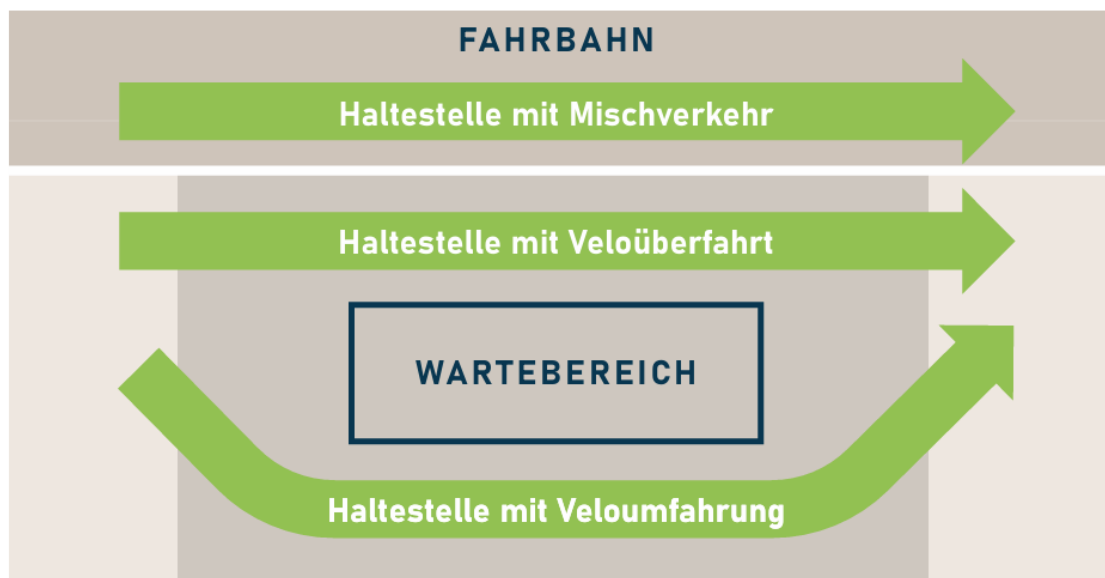 FAHRBAHN
Haltestelle mit Mischverkehr
Haltestelle mit Veloüberfahrt
WARTEBEREICH
Haltestelle mit Veloumfahrung